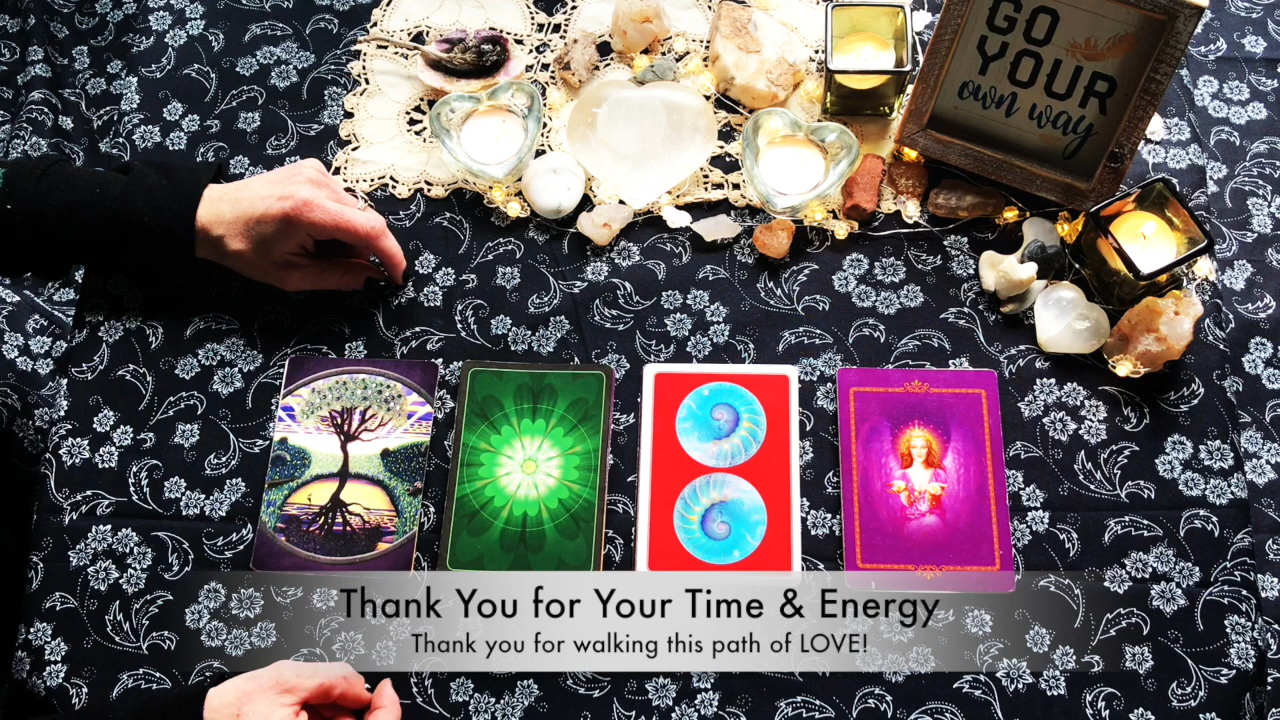 GO
YOUR
own way
Thank You for Your Time & Energy
Thank you for walking this path of LOVE!